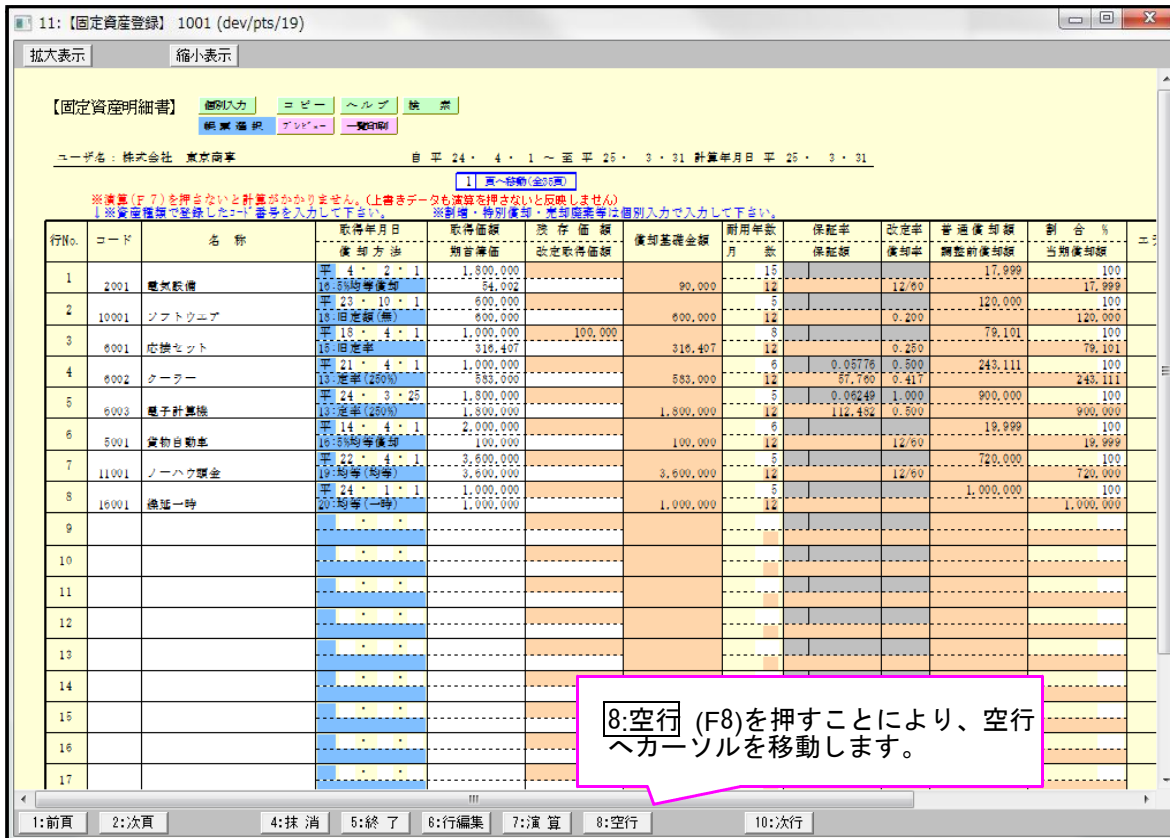 11:【固定資産登録】 1001 (dev/pts/19)
拡大表示 縮小表示
【固定資産明細書】 個別入力 コピー ヘルプ 検 索
帳票選択 プレビュー 一覧印刷
ユーザ名：株式会社 東京商事 自 平 24・ 4・ 1 ～ 至 平 25・ 3・31 計算年月日 平 25・ 3・31
1 頁へ移動(全35頁)
※演算(F7)を押さないと計算がかかりません。(上書きデータも演算を押さないと反映しません)
↓※資産種類で登録したコード番号を入力して下さい。 ※割増・特別償却・売却廃棄等は個別入力で入力して下さい。
行No. コード 名 称 取得年月日 取得価額 残存価額 償却基礎金額 耐用年数 保証率 改定率 普通償却額 割 合 % エラ
償却方法 期首簿価 改定取得価額 月 数 保証額 償却率 調整前償却額 当期償却額
1 平 4・ 2・ 1 1,800,000 15 17,999 100
2001 電気設備 16:5%均等償却 54,002 90,000 12 12/60 17,999
2 平 23・ 10・ 1 600,000 5 120,000 100
10001 ソフトウエア 18:旧定額(無) 600,000 600,000 12 0.200 120,000
3 平 18・ 4・ 1 1,000,000 100,000 8 79,101 100
6001 応接セット 15:旧定率 316,407 316,407 12 0.250 79,101
4 平 21・ 4・ 1 1,000,000 6 0.05776 0.500 243,111 100
6002 クーラー 13:定率(250%) 583,000 583,000 12 57,760 0.417 243,111
5 平 24・ 3・25 1,800,000 5 0.06249 1.000 900,000 100
6003 電子計算機 13:定率(250%) 1,800,000 1,800,000 12 112,482 0.500 900,000
6 平 14・ 4・ 1 2,000,000 6 19,999 100
5001 貨物自動車 16:5%均等償却 100,000 100,000 12 12/60 19,999
7 平 22・ 4・ 1 3,600,000 5 720,000 100
11001 ノーハウ頭金 19:均等(均等) 3,600,000 3,600,000 12 12/60 720,000
8 平 24・ 1・ 1 1,000,000 5 1,000,000 100
16001 繰延一時 20:均等(一時) 1,000,000 1,000,000 12 1,000,000
9 ・ ・
10 ・ ・
11 ・ ・
12 ・ ・
13 ・ ・
14 ・ ・
15 ・ ・
16 ・ ・
17 ・ ・
8:空行 (F8)を押すことにより、空行
へカーソルを移動します。
1:前頁 2:次頁 4:抹 消 5:終 了 6:行編集 7:演 算 8:空行 10:次行